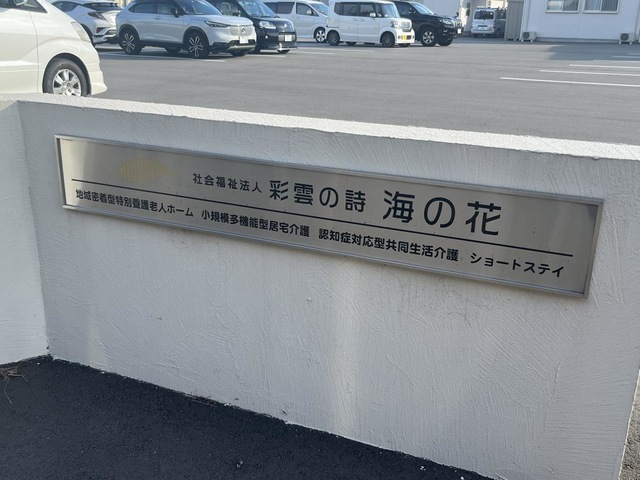 社会福祉法人 彩雲の詩 海の花
地域密着型特別養護老人ホーム 小規模多機能型居宅介護 認知症対応型共同生活介護 ショートステイ